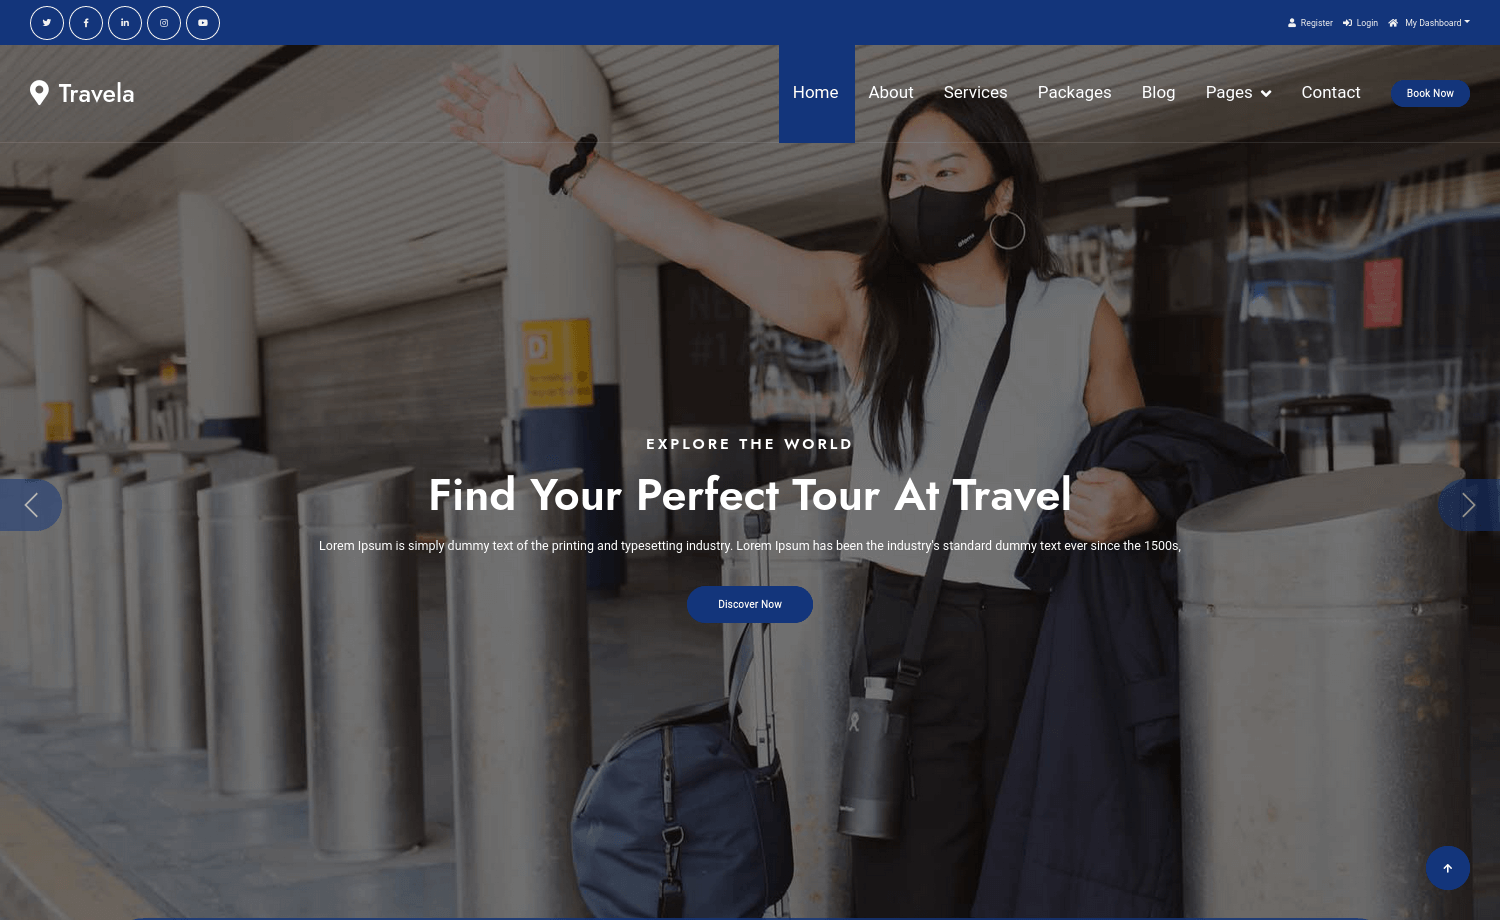 Register Login My Dashboard
Travela
Home About Services Packages Blog Pages Contact Book Now
EXPLORE THE WORLD
Find Your Perfect Tour At Travel
Lorem Ipsum is simply dummy text of the printing and typesetting industry. Lorem Ipsum has been the industry's standard dummy text ever since the 1500s,
Discover Now